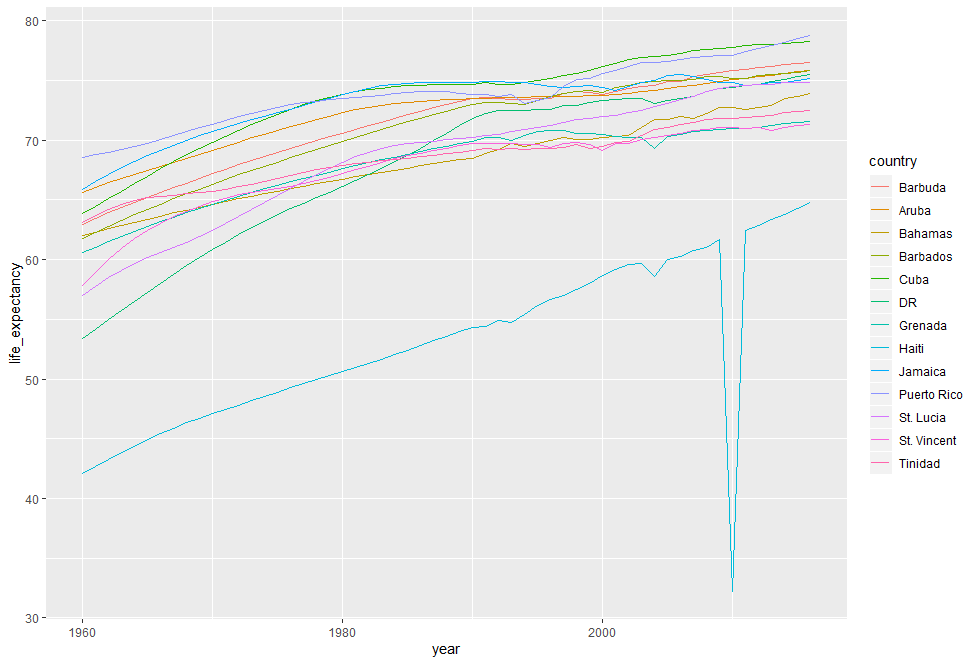 80
70
60
50
40
30
life_expectancy
1960
1980
2000
year
country
Barbuda
Aruba
Bahamas
Barbados
Cuba
DR
Grenada
Haiti
Jamaica
Puerto Rico
St. Lucia
St. Vincent
Tinidad